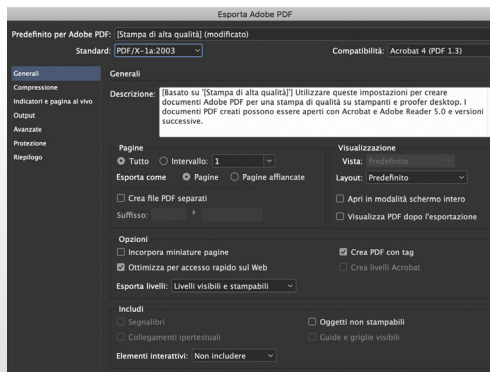 Esporta Adobe PDF
Predefinito per Adobe PDF: [Stampa di alta qualità] (modificato)
Standard: PDF/X-1a:2003 Compatibilità: Acrobat 4 (PDF 1.3)
Generali
Compressione
Indicatori e pagina al vivo
Output
Avanzate
Protezione
Riepilogo
Generali
Descrizione: [Basato su '[Stampa di alta qualità]'] Utilizzare queste impostazioni per creare
documenti Adobe PDF per una stampa di qualità su stampanti e proofer desktop. I
documenti PDF creati possono essere aperti con Acrobat e Adobe Reader 5.0 e versioni
successive.
Pagine
Tutto Intervallo: 1
Esporta come Pagine Pagine affiancate
Crea file PDF separati
Suffisso:
Visualizzazione
Vista: Predefinito
Layout: Predefinito
Apri in modalità schermo intero
Visualizza PDF dopo l'esportazione
Opzioni
Incorpora miniature pagine Crea PDF con tag
Ottimizza per accesso rapido sul Web Crea livelli Acrobat
Esporta livelli: Livelli visibili e stampabili
Includi
Segnalibri Oggetti non stampabili
Collegamenti ipertestuali Guide e griglie visibili
Elementi interattivi: Non includere